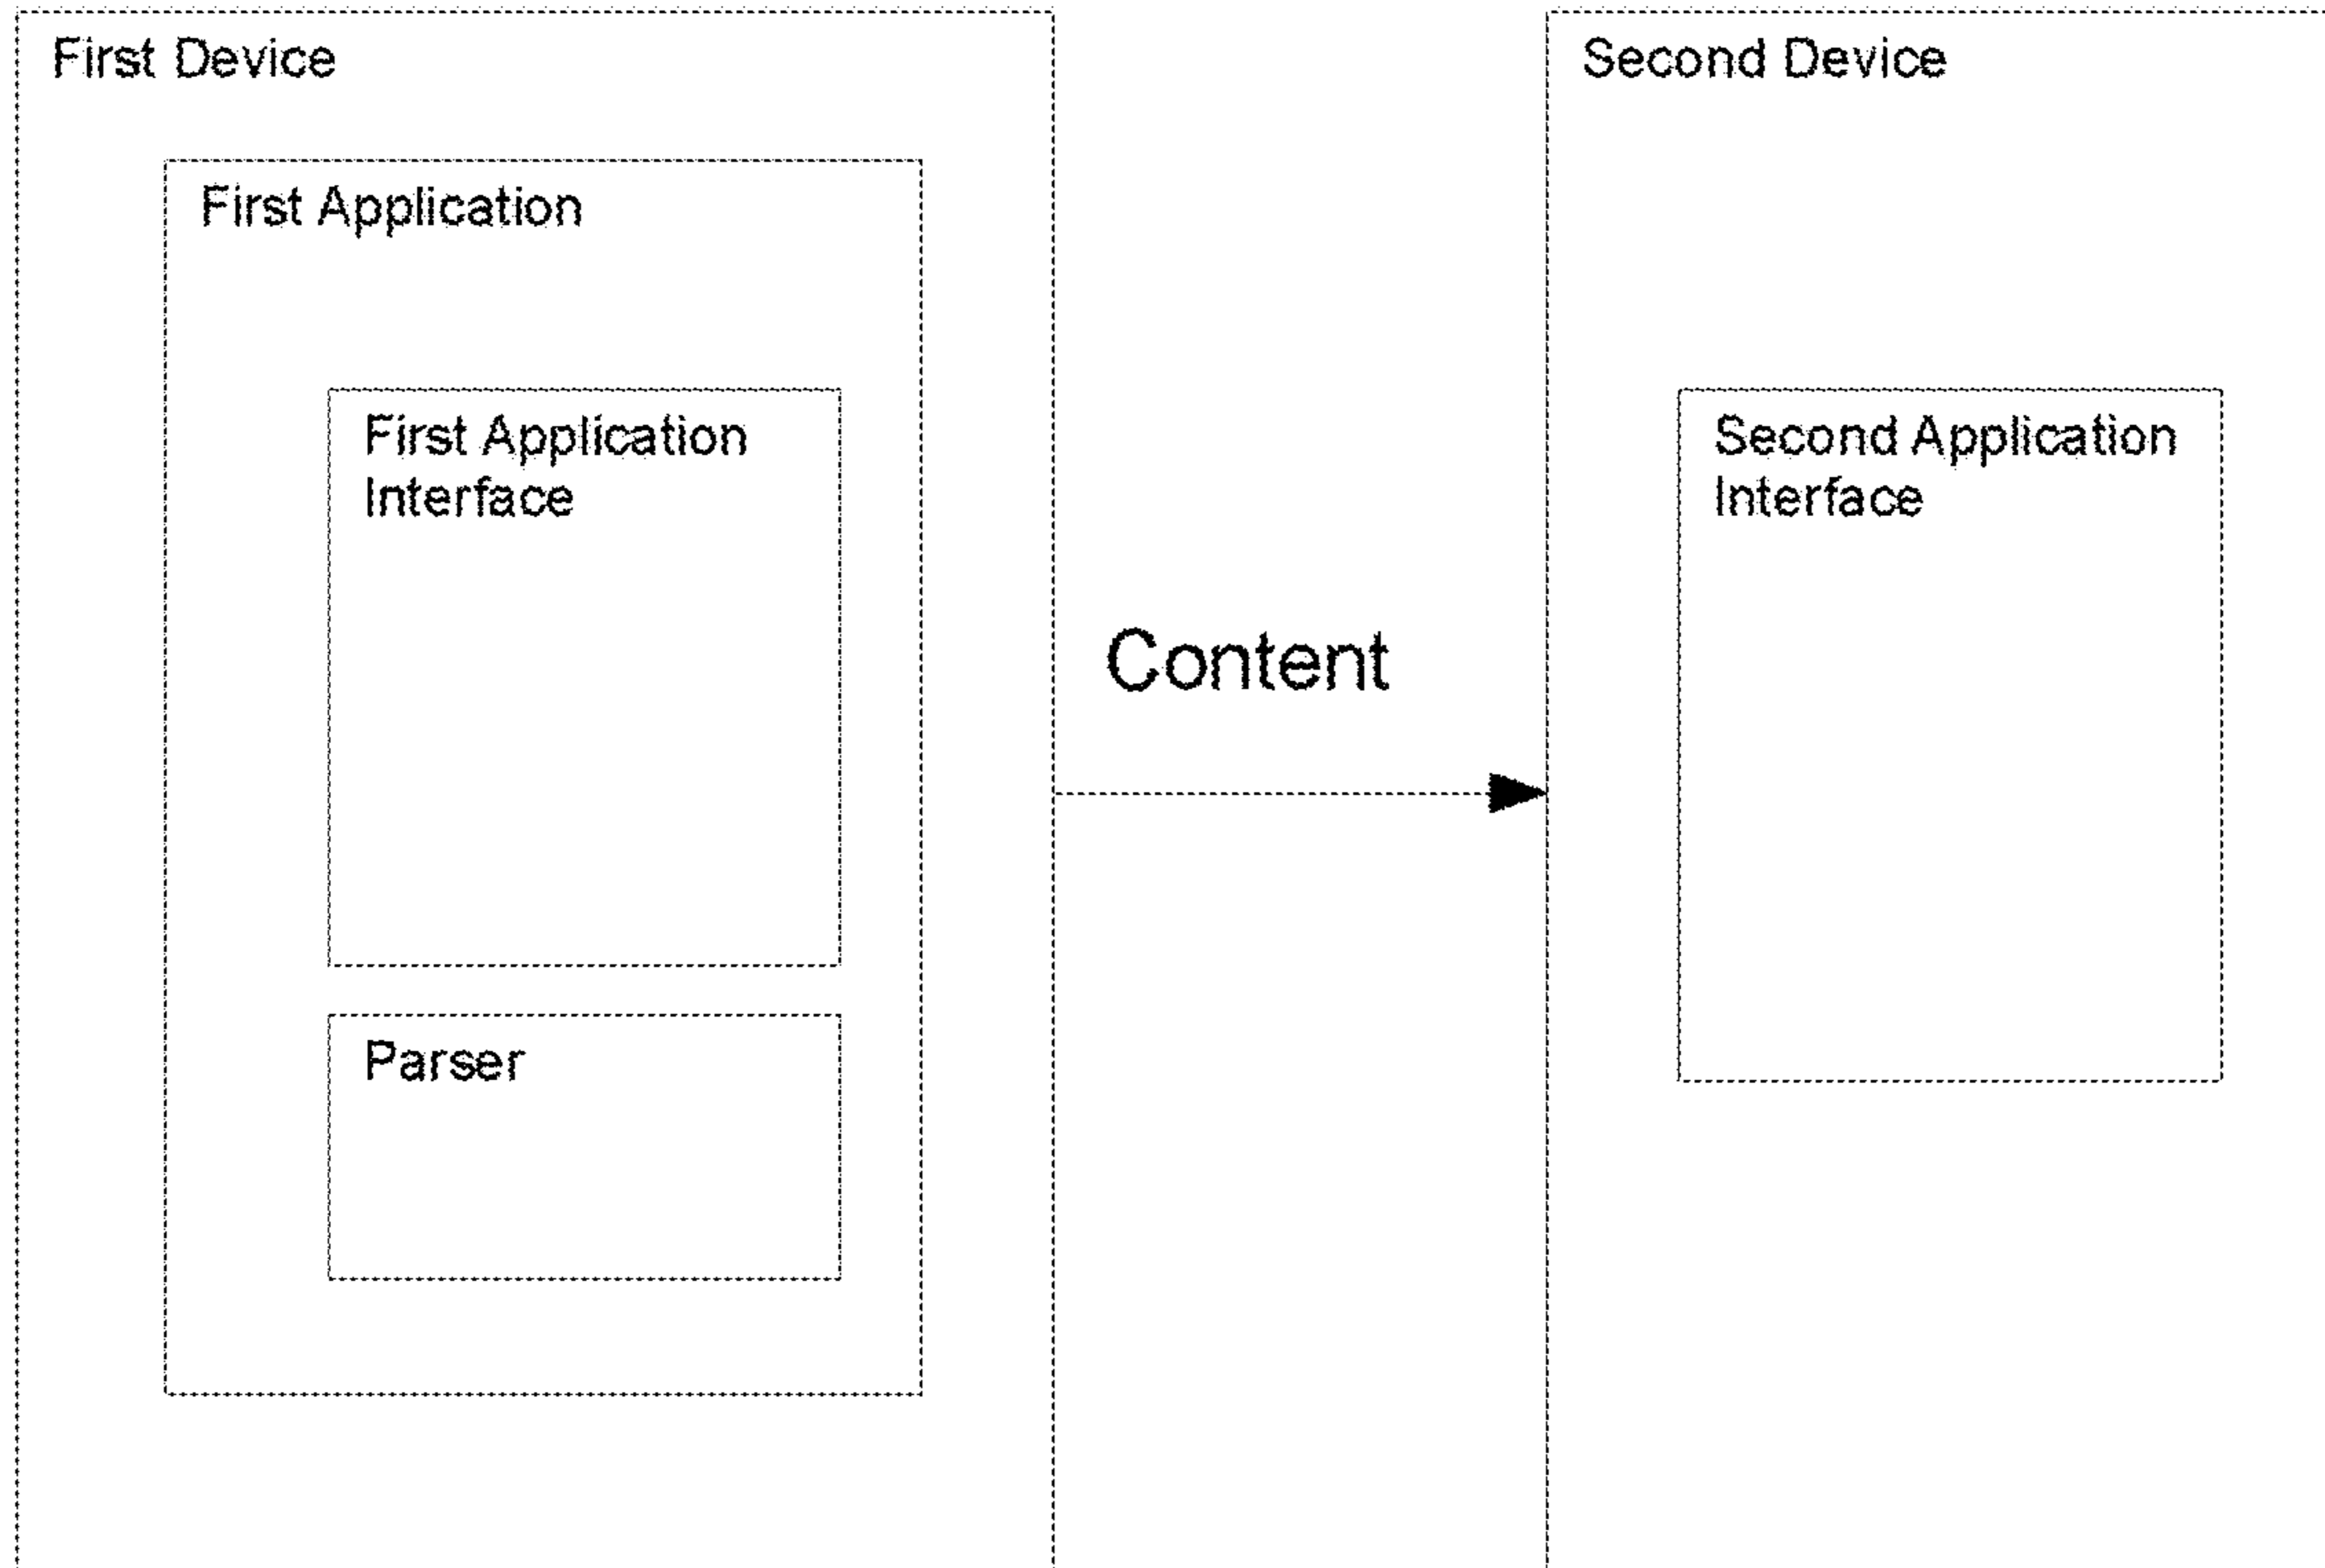 First Device
First Application
First Application
Interface
Parser
Content
Second Device
Second Application
Interface